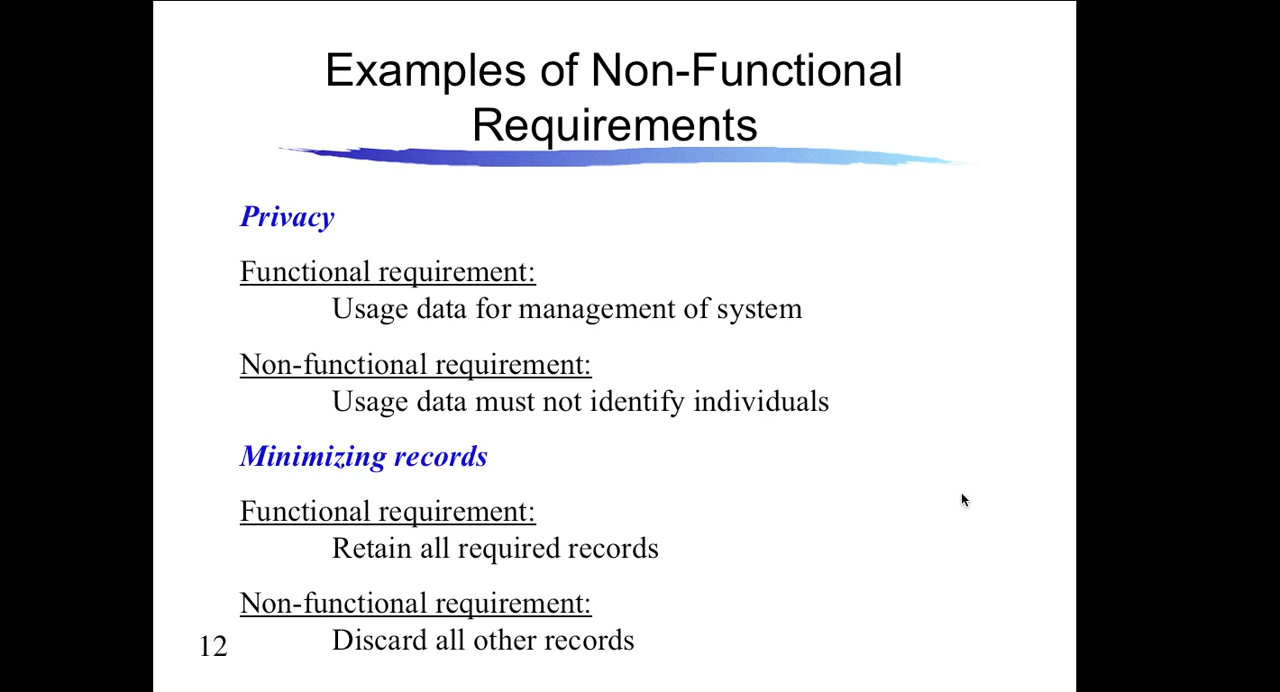 Examples of Non-Functional
Requirements
Privacy
Functional requirement:
Usage data for management of system
Non-functional requirement:
Usage data must not identify individuals
Minimizing records
Functional requirement:
Retain all required records
Non-functional requirement:
Discard all other records
12